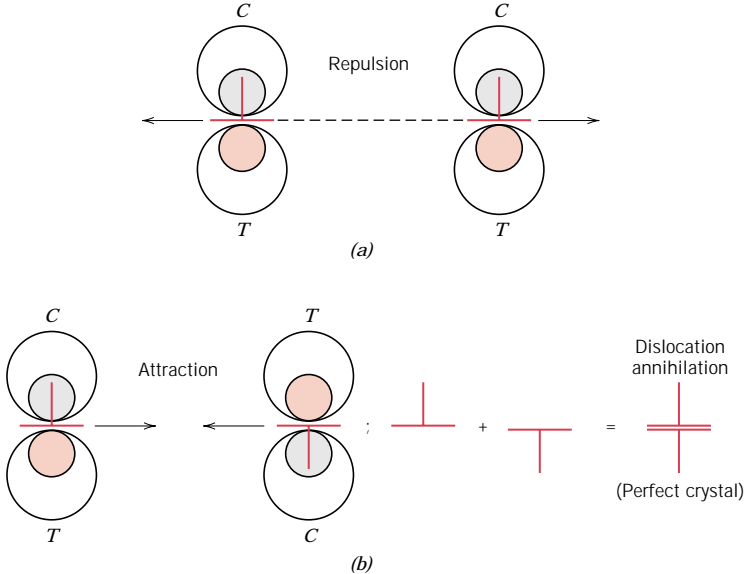 C C
Repulsion
T T
(a)
C T
Attraction
; + =
Dislocation
annihilation
(Perfect crystal)
T C
(b)